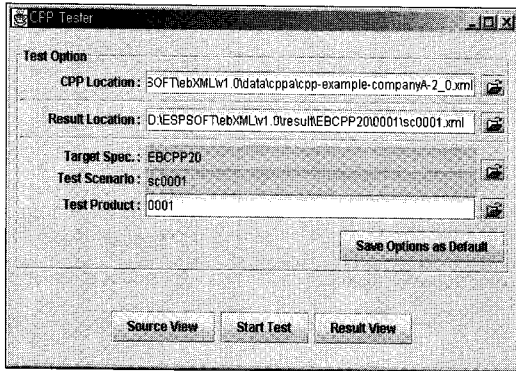 CPP Tester
Test Option
CPP Location : SOFT\ebXML\v1.0\data\cppa\cpp-example-companyA-2_0.xml
Result Location : D:\ESPSOFT\ebXML\v1.0\result\EBCPP20\0001\sc0001.xml
Target Spec. : EBCPP20
Test Scenario : sc0001
Test Product : 0001
Save Options as Default
Source View Start Test Result View